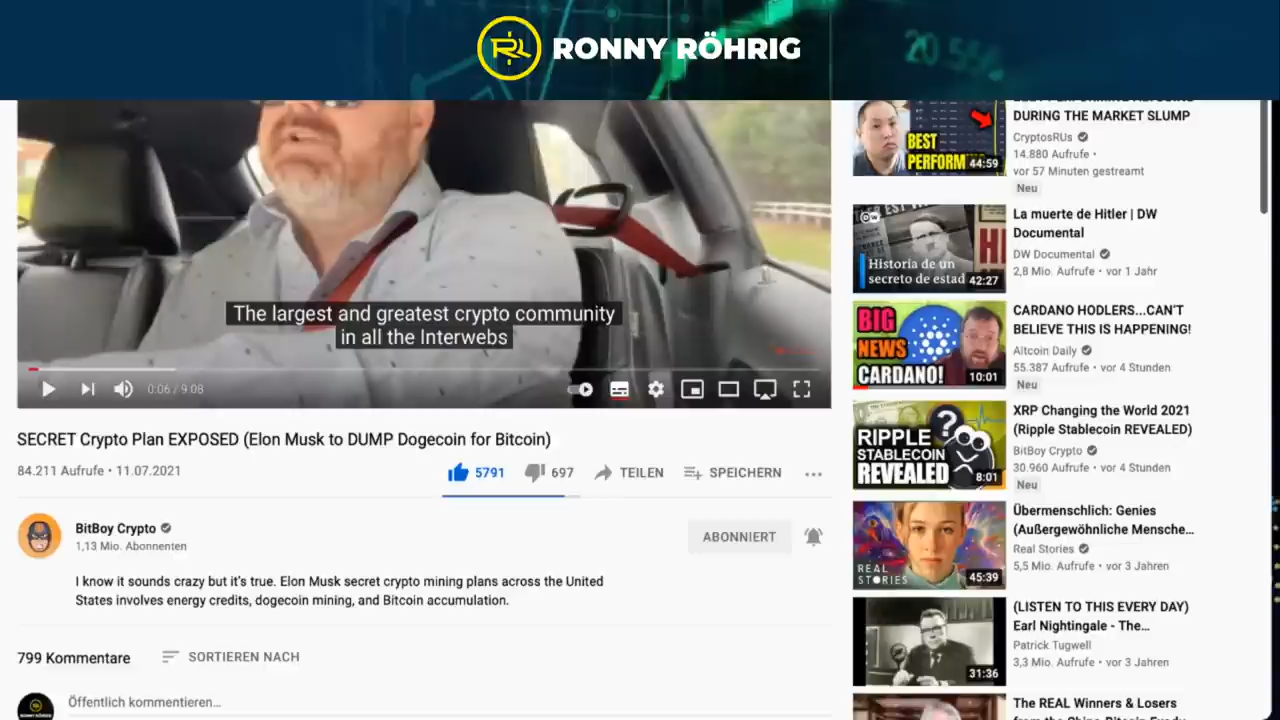 RONNY RÖHRIG
The largest and greatest crypto community
in all the Interwebs
0:06 / 9:08
SECRET Crypto Plan EXPOSED (Elon Musk to DUMP Dogecoin for Bitcoin)
84.211 Aufrufe • 11.07.2021
5791
697
TEILEN
SPEICHERN
BitBoy Crypto
1,13 Mio. Abonnenten
ABONNIERT
I know it sounds crazy but it's true. Elon Musk secret crypto mining plans across the United
States involves energy credits, dogecoin mining, and Bitcoin accumulation.
799 Kommentare
SORTIEREN NACH
Öffentlich kommentieren...
BEST
PERFORM
44:59
DURING THE MARKET SLUMP
CryptosRUs
14.880 Aufrufe •
vor 57 Minuten gestreamt
Neu
Historia de un
secreto de estad
42:27
La muerte de Hitler | DW
Documental
DW Documental
2,8 Mio. Aufrufe • vor 1 Jahr
BIG
NEWS
CARDANO!
10:01
CARDANO HODLERS...CAN'T
BELIEVE THIS IS HAPPENING!
Altcoin Daily
55.387 Aufrufe • vor 4 Stunden
Neu
RIPPLE
STABLECOIN
REVEALED
8:01
XRP Changing the World 2021
(Ripple Stablecoin REVEALED)
BitBoy Crypto
30.960 Aufrufe • vor 4 Stunden
Neu
REAL
STORIES
45:39
Übermenschlich: Genies
(Außergewöhnliche Mensche...
Real Stories
5,5 Mio. Aufrufe • vor 3 Jahren
31:36
(LISTEN TO THIS EVERY DAY)
Earl Nightingale - The...
Patrick Tugwell
3,3 Mio. Aufrufe • vor 3 Jahren
The REAL Winners & Losers